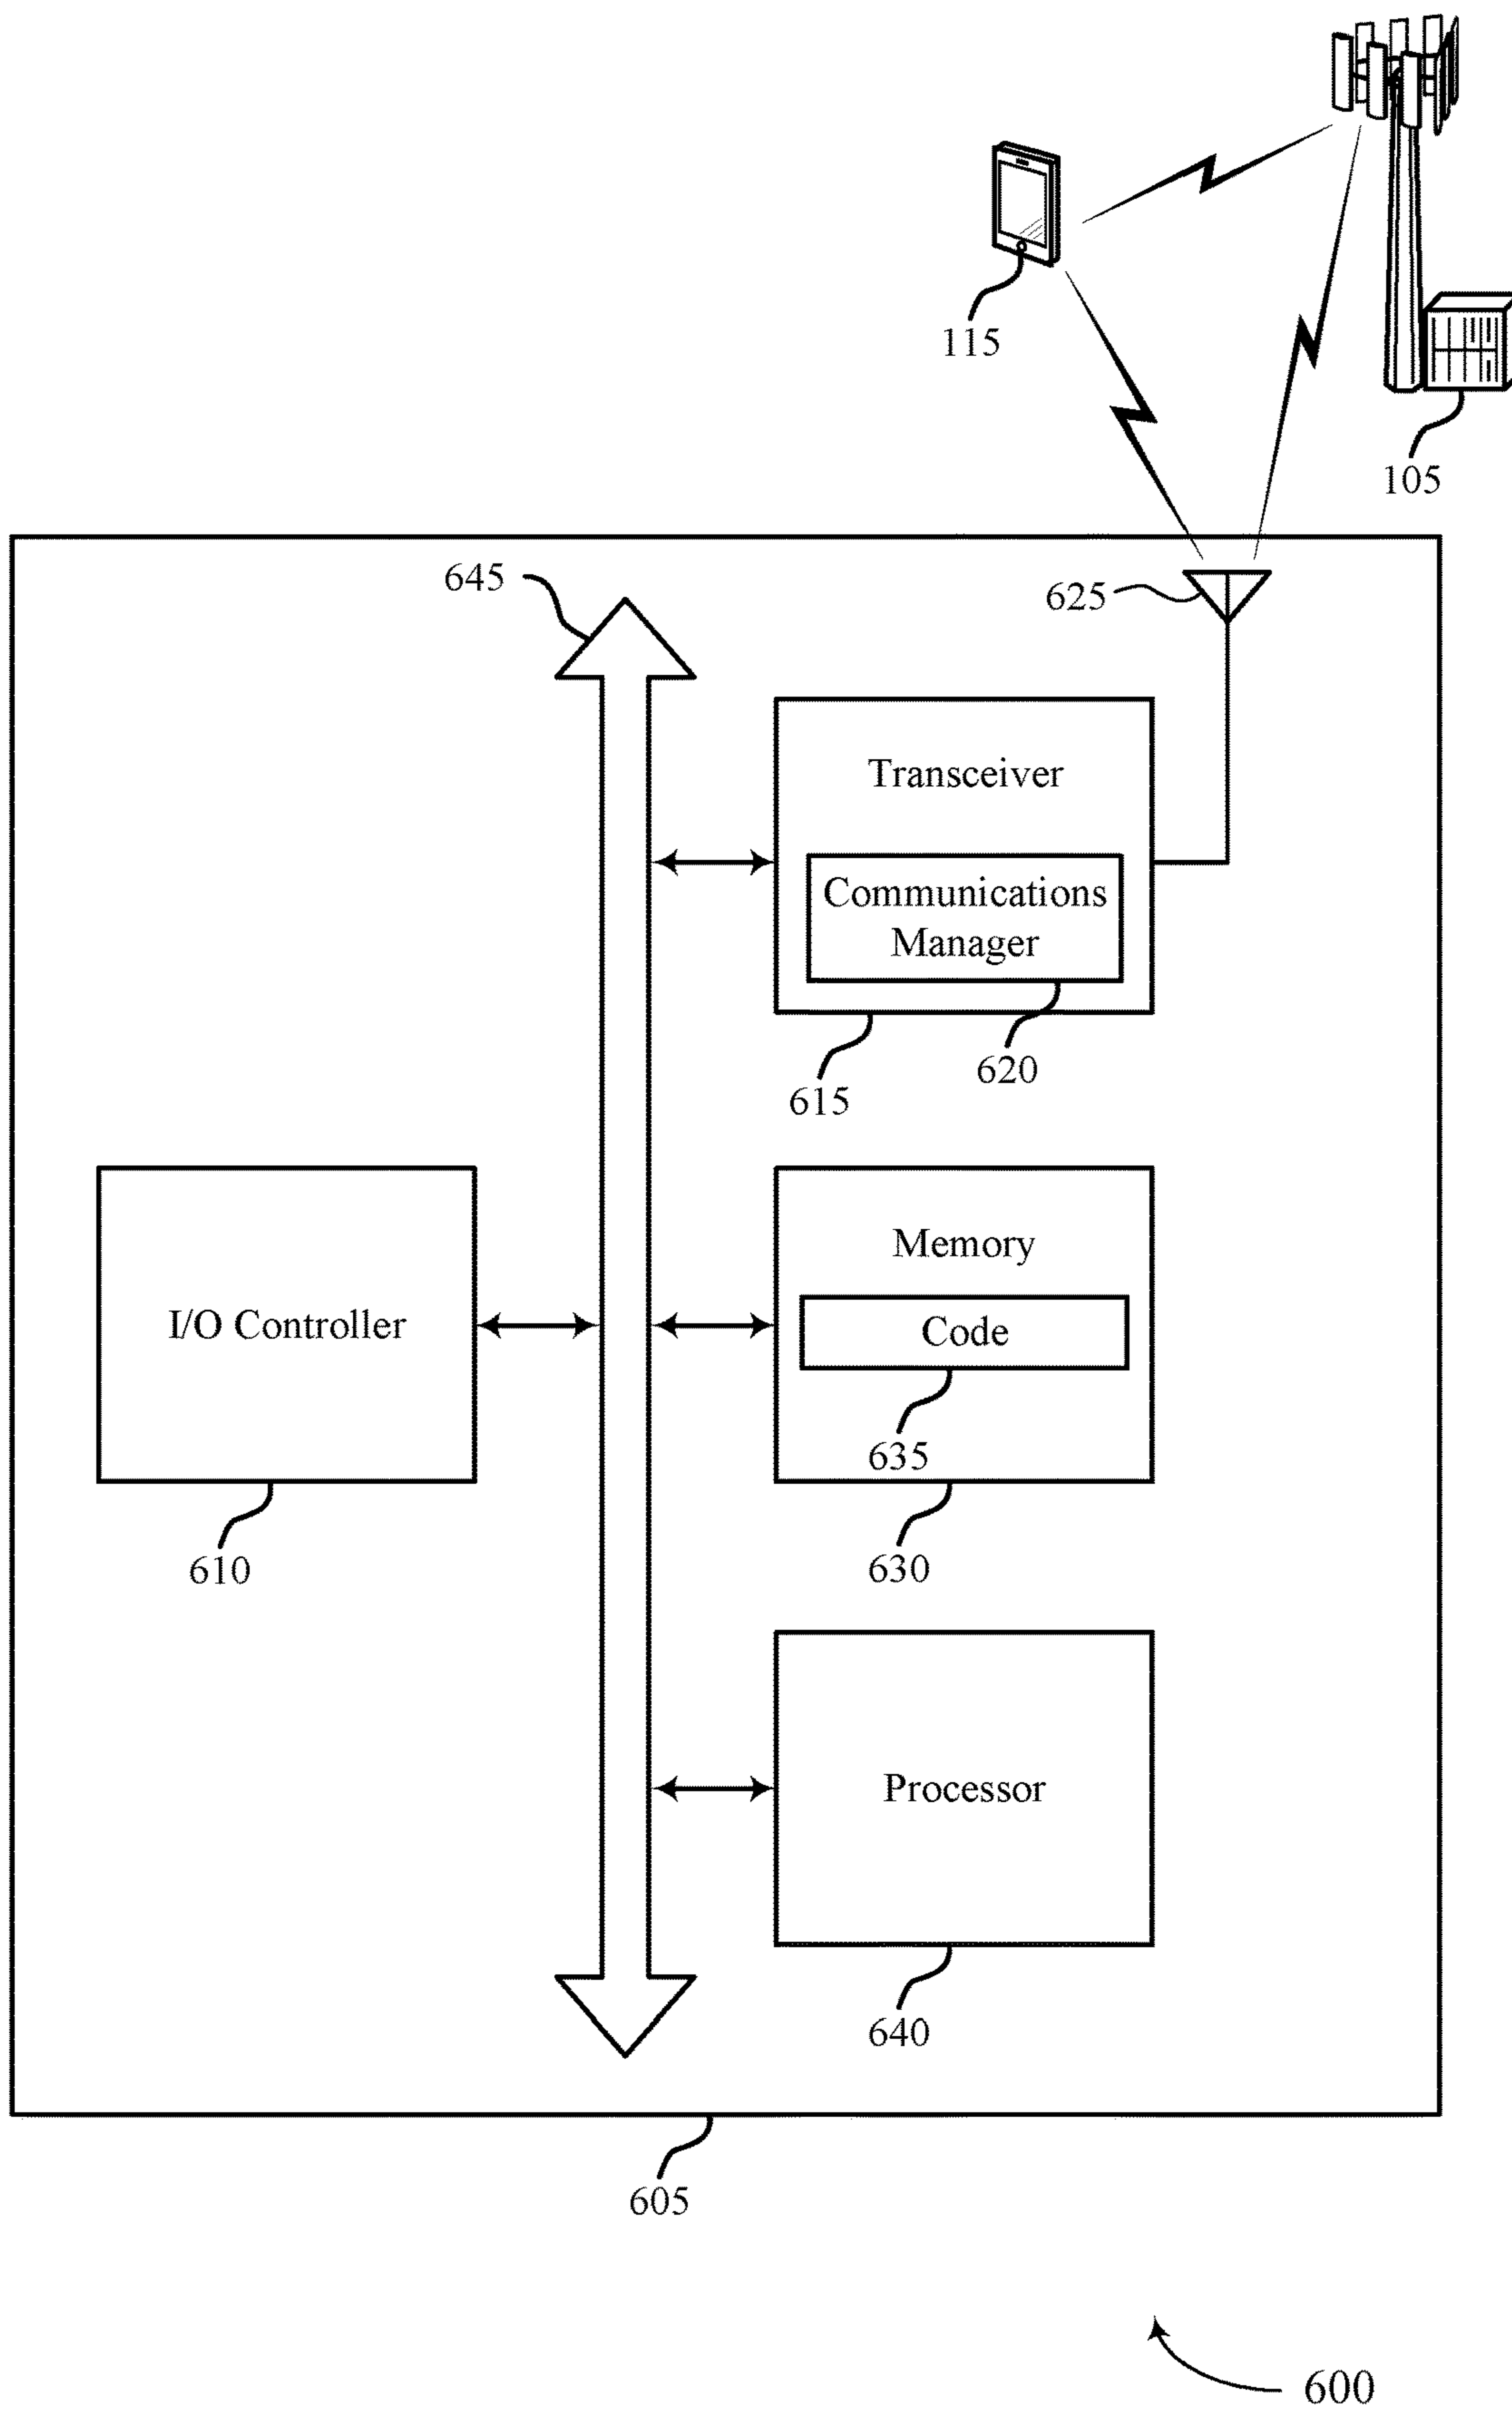 115
105
645
625
Transceiver
Communications
Manager
620
615
I/O Controller
Memory
Code
635
610
630
Processor
640
605
600